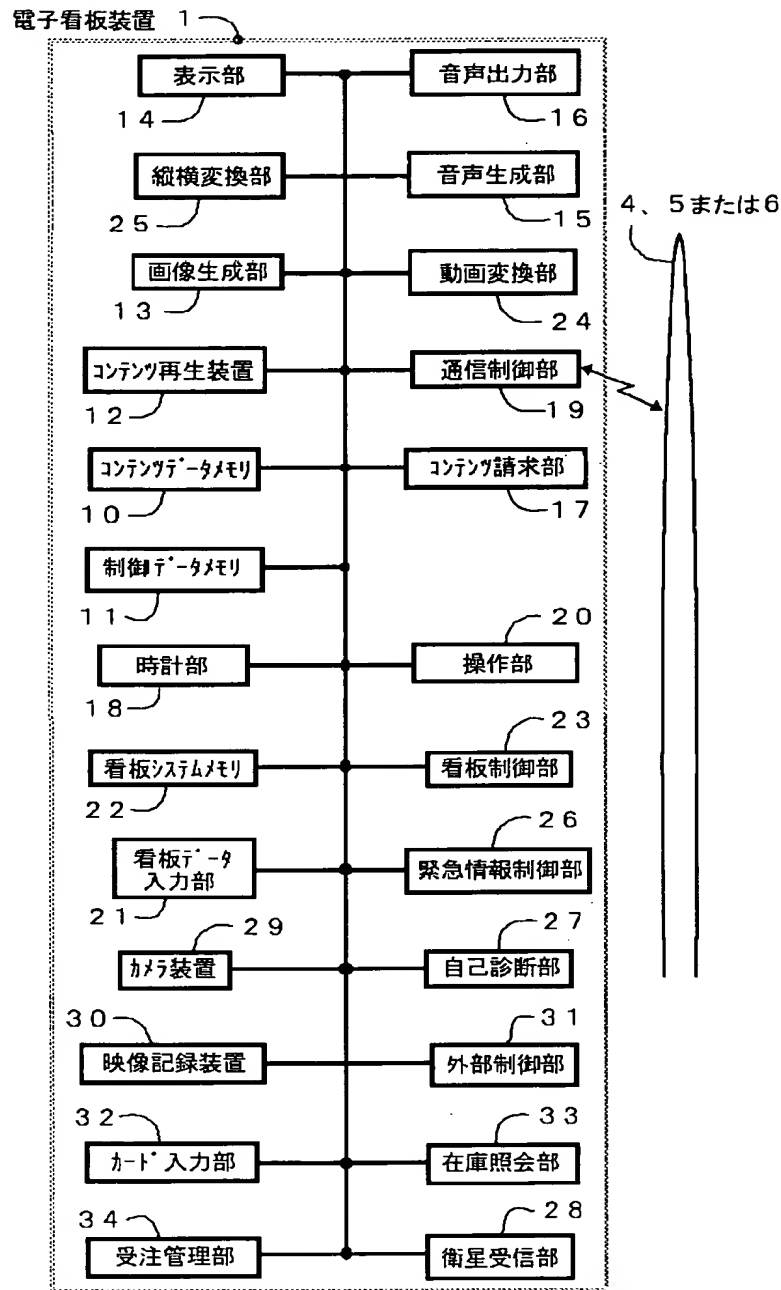 電子看板装置 1
表示部
14
音声出力部
16
縦横変換部
25
音声生成部
15
4、5または6
画像生成部
13
動画変換部
24
コンテンツ再生装置
12
通信制御部
19
コンテンツデータメモリ
10
コンテンツ請求部
17
制御データメモリ
11
時計部
18
20
操作部
看板システムメモリ
22
23
看板制御部
看板データ
入力部
21
26
緊急情報制御部
29
カメラ装置
27
自己診断部
30
映像記録装置
31
外部制御部
32
カード入力部
33
在庫照会部
34
受注管理部
28
衛星受信部